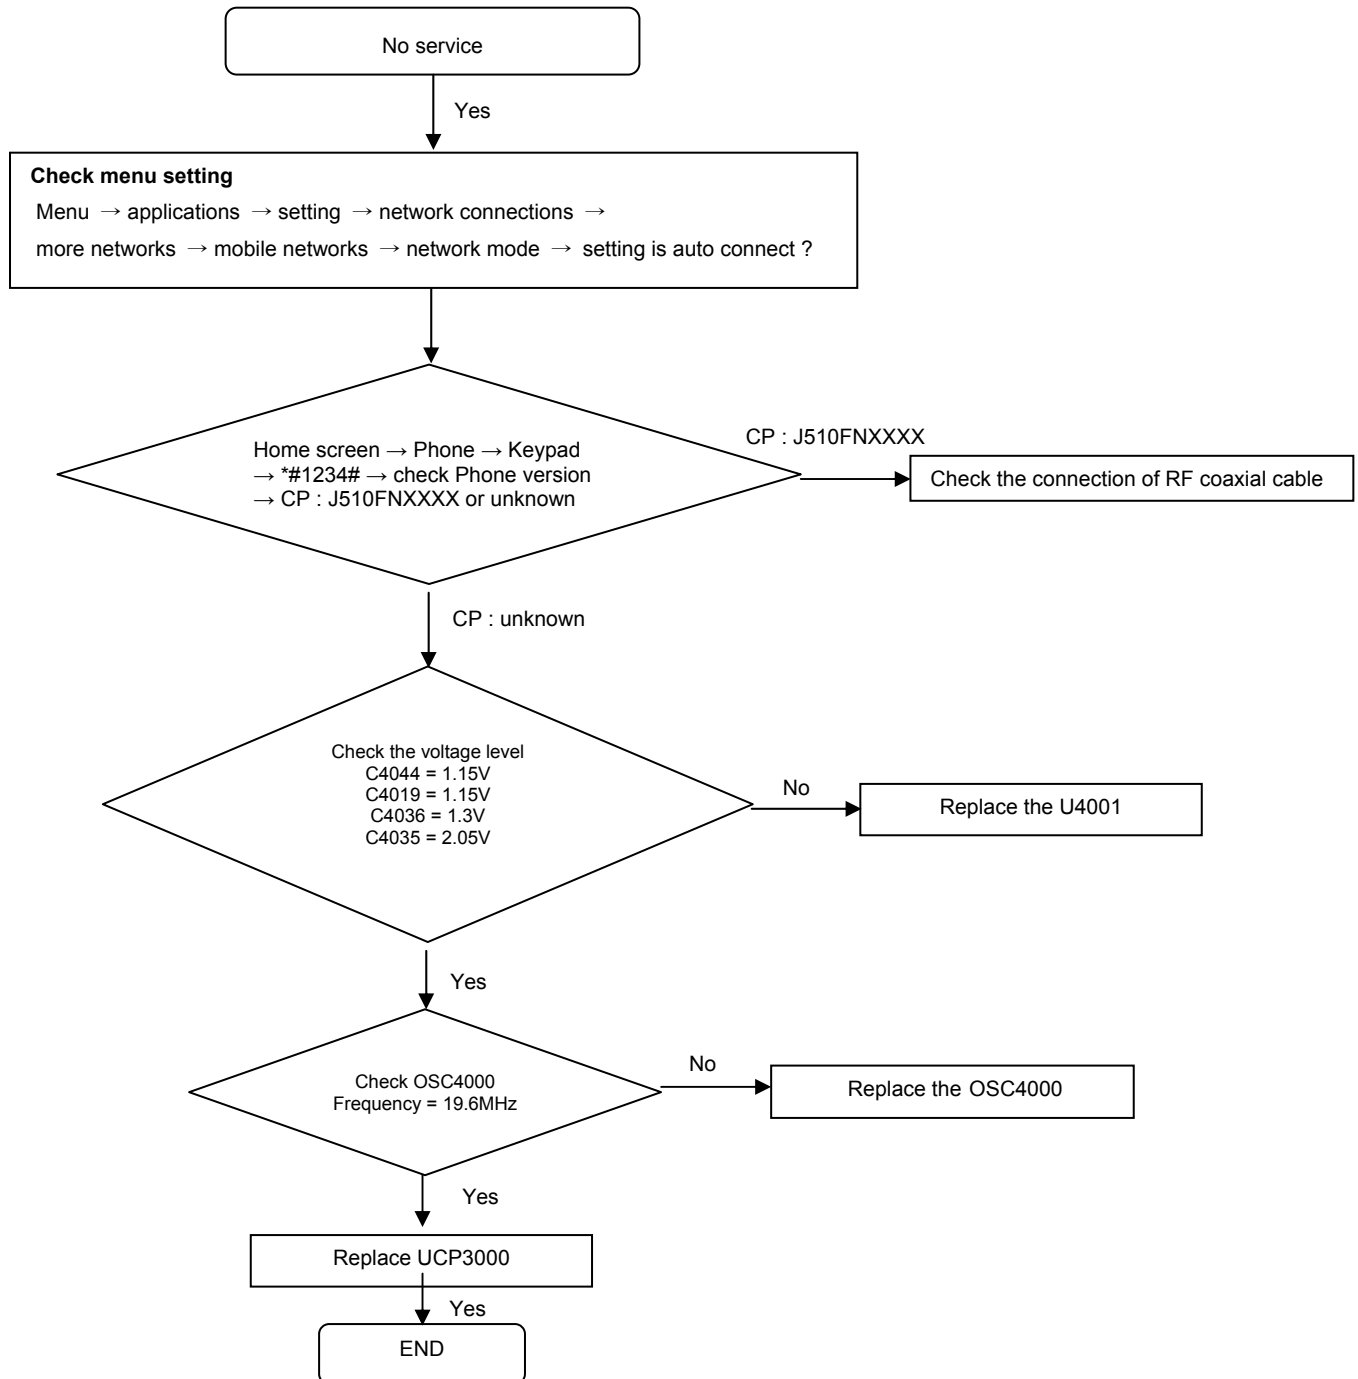 No service
Yes
Check menu setting
Menu → applications → setting → network connections →
more networks → mobile networks → network mode → setting is auto connect ?
Home screen → Phone → Keypad
→ *#1234# → check Phone version
→ CP : J510FNXXXX or unknown
CP : J510FNXXXX
Check the connection of RF coaxial cable
CP : unknown
Check the voltage level
C4044 = 1.15V
C4019 = 1.15V
C4036 = 1.3V
C4035 = 2.05V
No
Replace the U4001
Yes
Check OSC4000
Frequency = 19.6MHz
No
Replace the OSC4000
Yes
Replace UCP3000
Yes
END